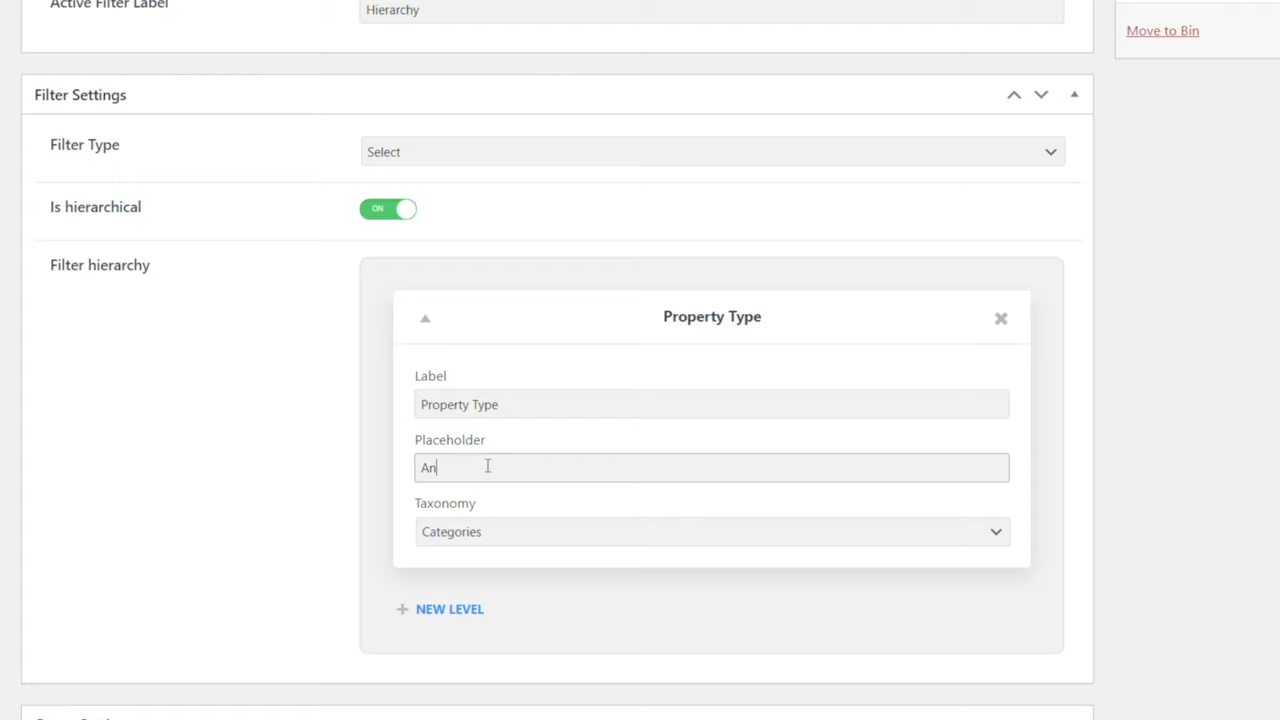 Active Filter Label
Hierarchy
Move to Bin
Filter Settings
Filter Type
Select
Is hierarchical
ON
Filter hierarchy
Property Type
Label
Property Type
Placeholder
An
Taxonomy
Categories
NEW LEVEL